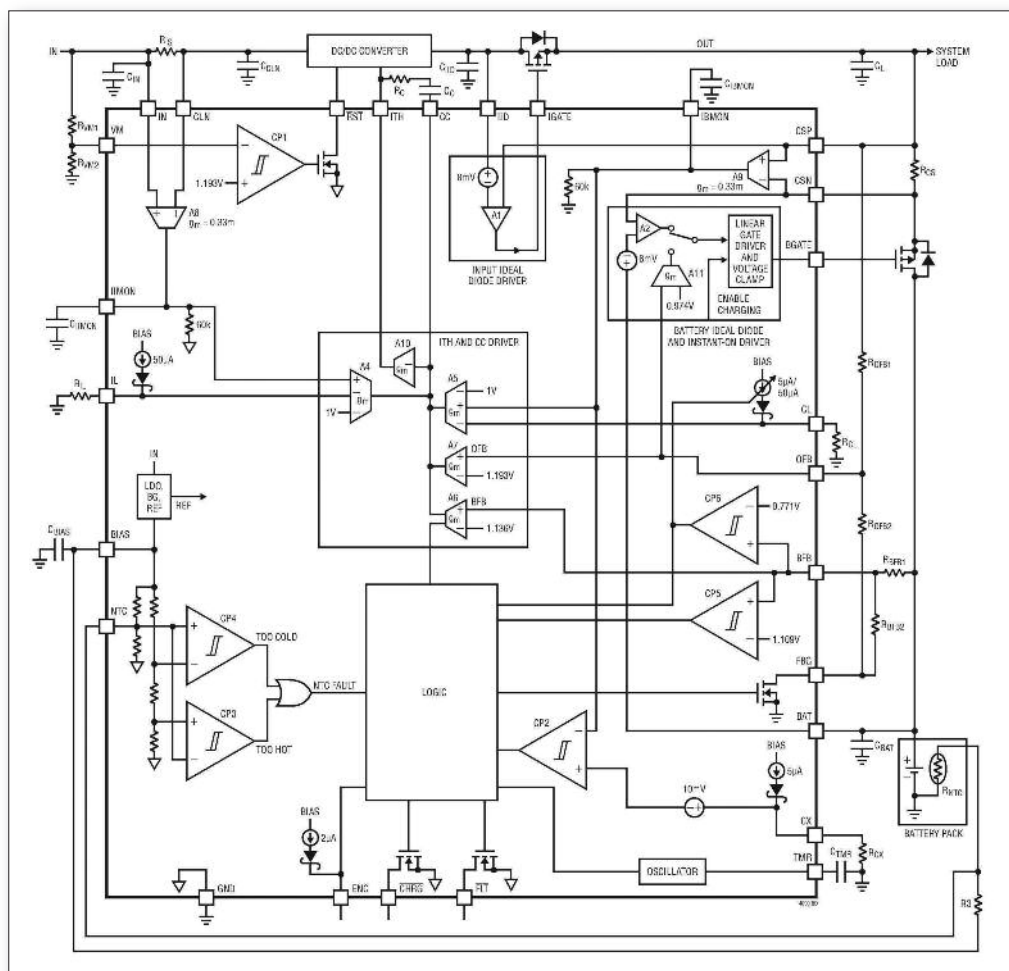 IN
RIS
DC/DC CONVERTER
OUT
SYSTEM
LOAD
CIN
CCLN
CIID
CL
RC
CC
CIBMON
IN
CLN
RST
ITH
CC
IID
IGATE
IBMON
RVM1
VM
RVM2
CP1
1.193V
A8
gm = 0.33m
8mV
A1
INPUT IDEAL
DIODE DRIVER
60k
A9
gm = 0.33m
CSP
CSN
RCS
A2
8mV
LINEAR
GATE
DRIVER
AND
VOLTAGE
CLAMP
gm
A11
0.974V
ENABLE
CHARGING
BGATE
BATTERY IDEAL DIODE
AND INSTANT-ON DRIVER
IIMON
CIIMON
60k
BIAS
50µA
IL
RIL
ITH AND CC DRIVER
A10
gm
A4
gm
1V
A5
gm
1V
A7
gm
OFB
1.193V
A6
gm
BFB
1.136V
BIAS
5µA/
50µA
CL
RCL
ROFB1
OFB
ROFB2
IN
LDO,
BG,
REF
REF
CBIAS
BIAS
NTC
CP6
0.771V
BFB
RBFB1
CP5
1.109V
RBFB2
FBG
CP4
TOO COLD
CP3
TOO HOT
NTC FAULT
LOGIC
CP2
BAT
CBAT
BIAS
5µA
10mV
RNTC
BATTERY PACK
CX
RCX
TMR
CTMR
BIAS
2µA
OSCILLATOR
GND
ENC
CHRG
FLT
R3